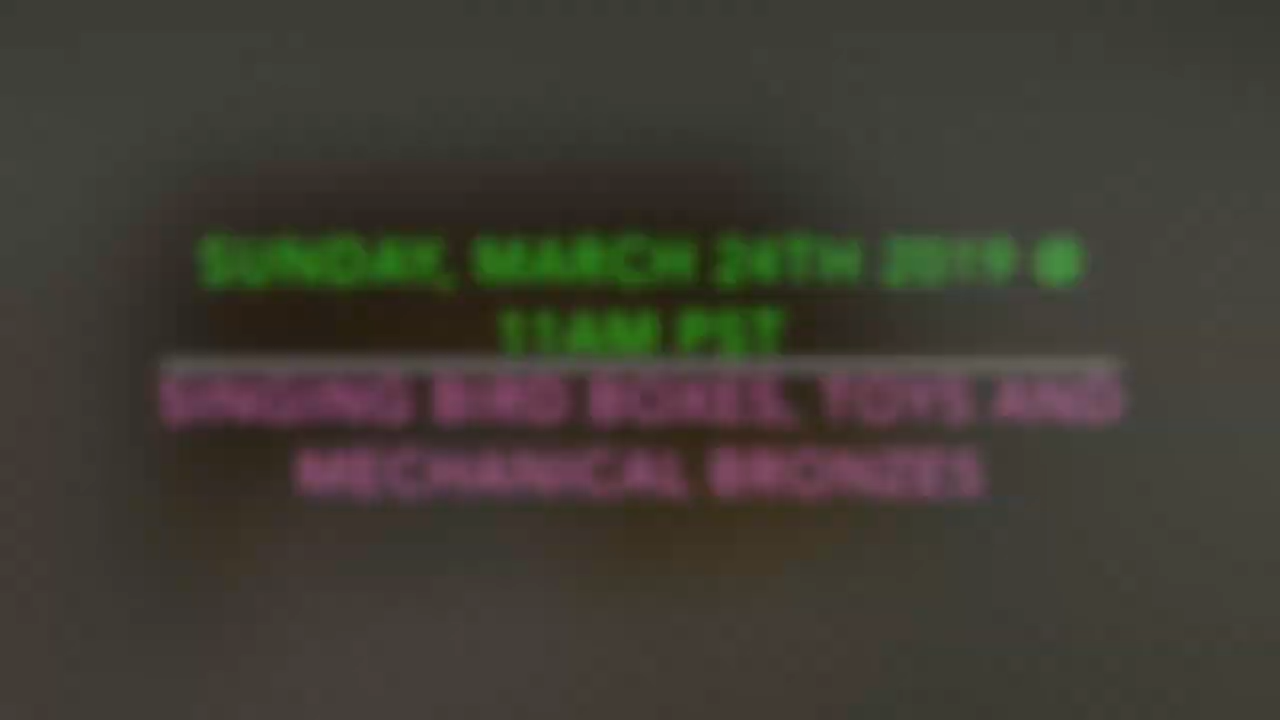 SUNDAY, MARCH 24TH 2019 @
11AM PST
SINGING BIRD BOXES, TOYS AND
MECHANICAL BRONZES